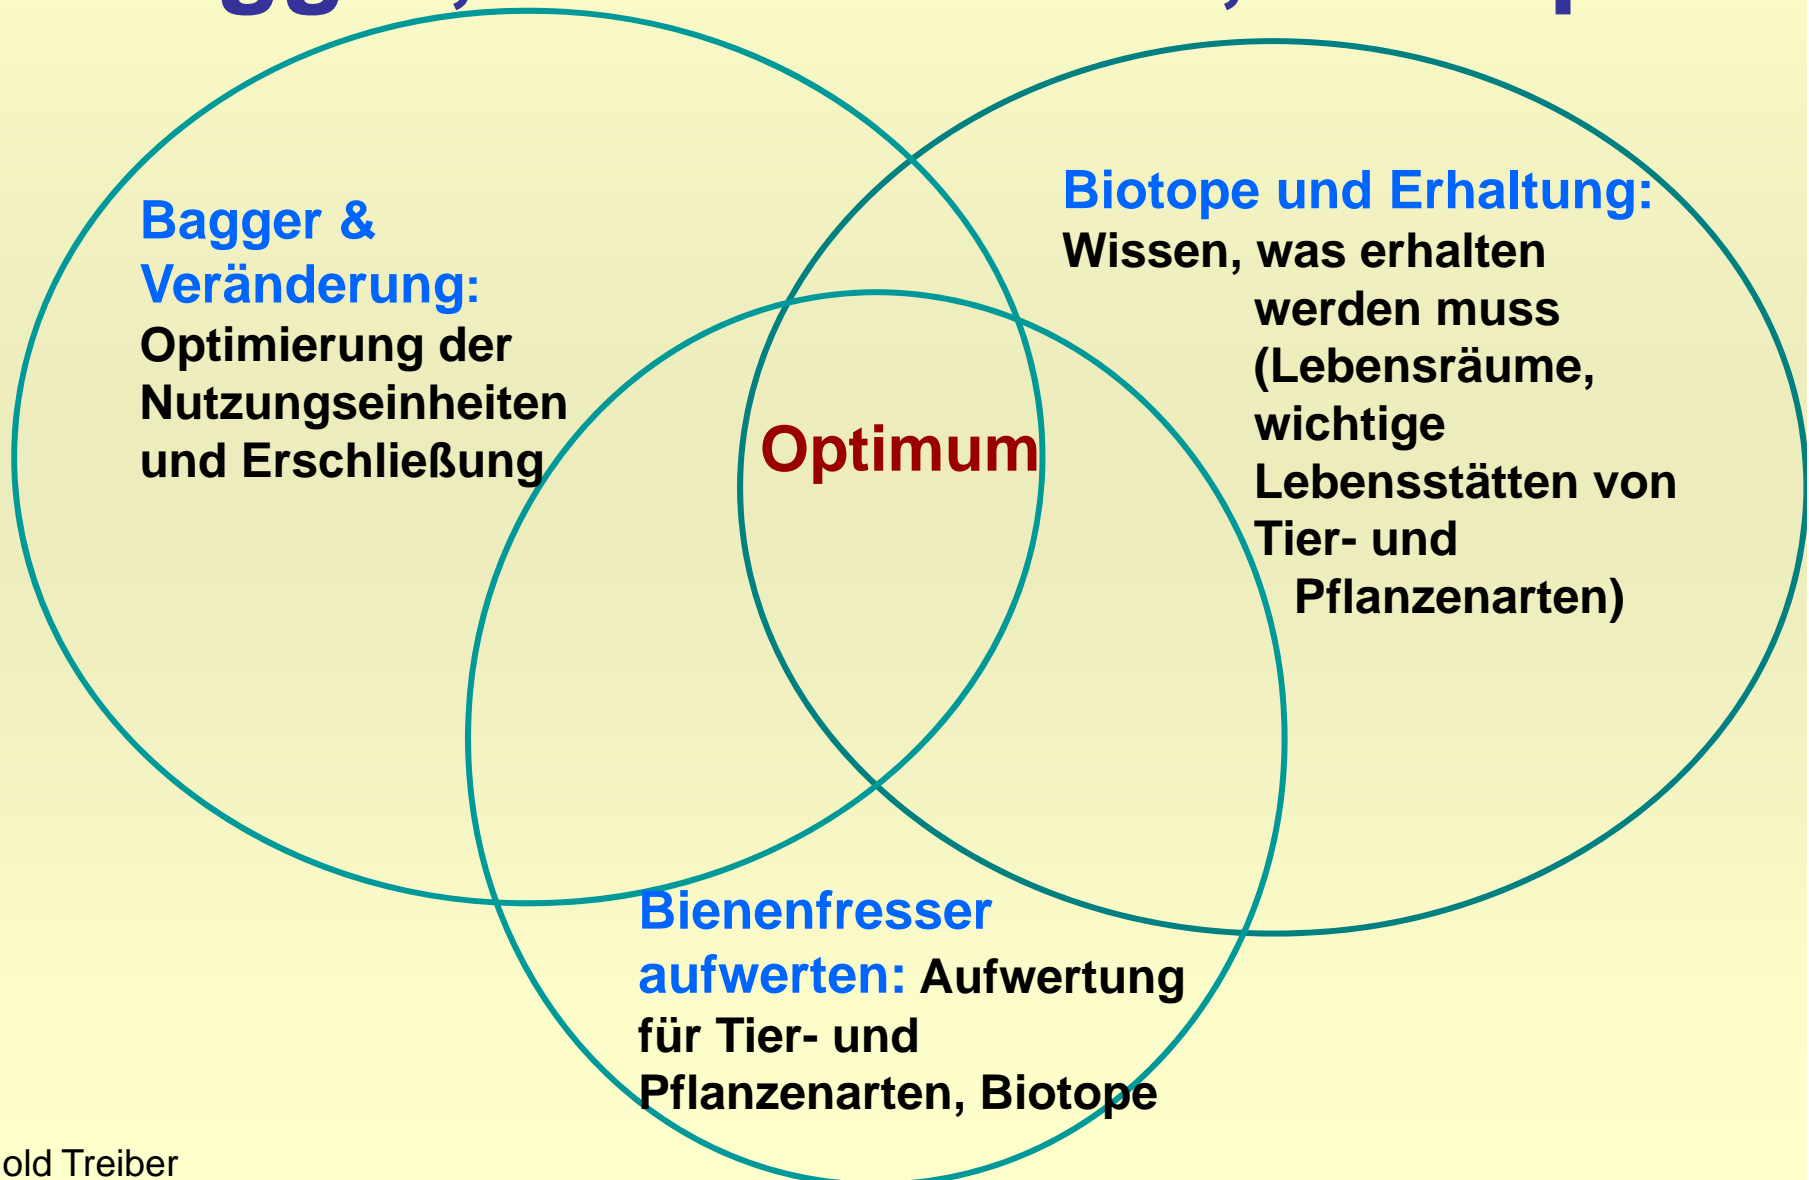 Bagger &
Veränderung:
Optimierung der
Nutzungseinheiten
und Erschließung
Biotope und Erhaltung:
Wissen, was erhalten
werden muss
(Lebensräume,
wichtige
Lebensstätten von
Tier- und
Pflanzenarten)
Optimum
Bienenfresser
aufwerten: Aufwertung
für Tier- und
Pflanzenarten, Biotope
old Treiber